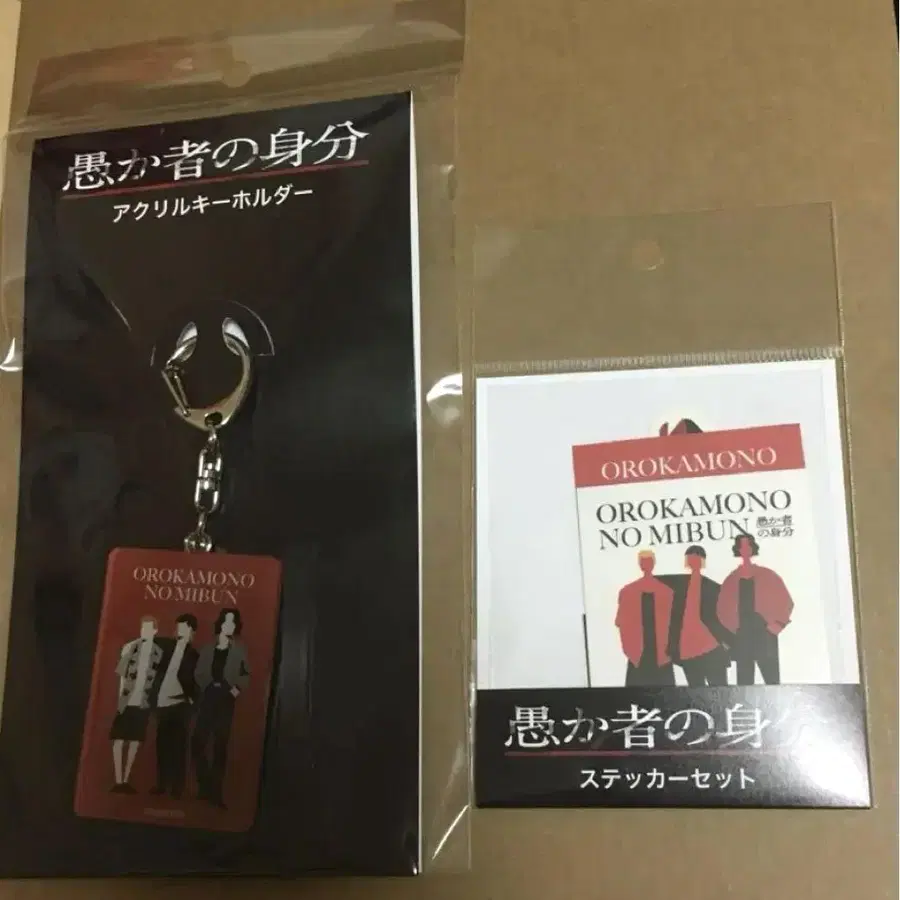 愚か者の身分
アクリルキーホルダー
OROKAMONO
NO MIBUN
OROKAMONO
OROKAMONO
NO MIBUN 愚か者
の身分
愚か者の身分
ステッカーセット